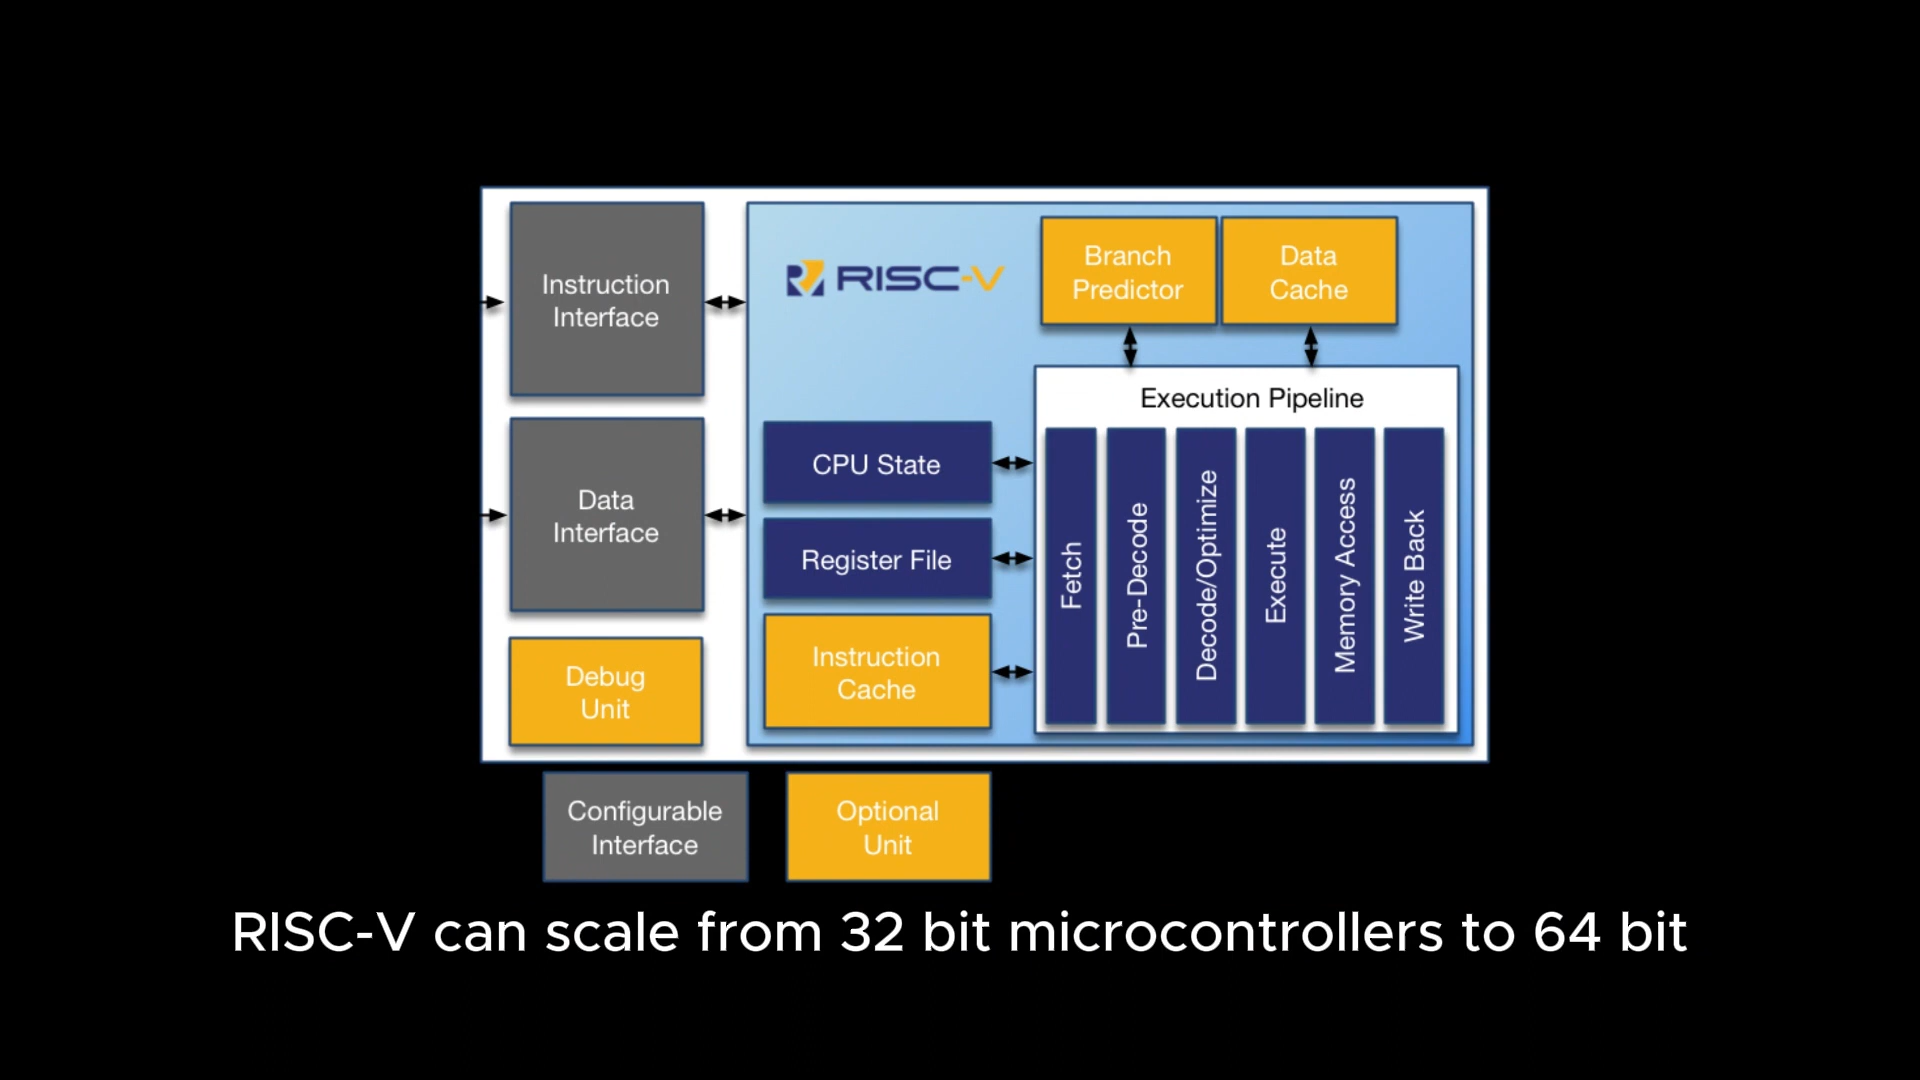 Instruction
Interface
RISC-V
Branch
Predictor
Data
Cache
Execution Pipeline
CPU State
Data
Interface
Register File
Fetch
Pre-Decode
Decode/Optimize
Execute
Memory Access
Write Back
Instruction
Cache
Debug
Unit
Configurable
Interface
Optional
Unit
RISC-V can scale from 32 bit microcontrollers to 64 bit